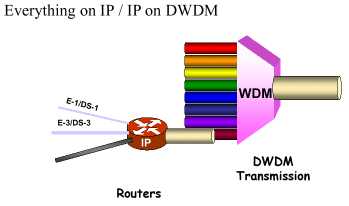 Everything on IP / IP on DWDM
WDM
E-1/DS-1
E-3/DS-3
IP
DWDM
Transmission
Routers